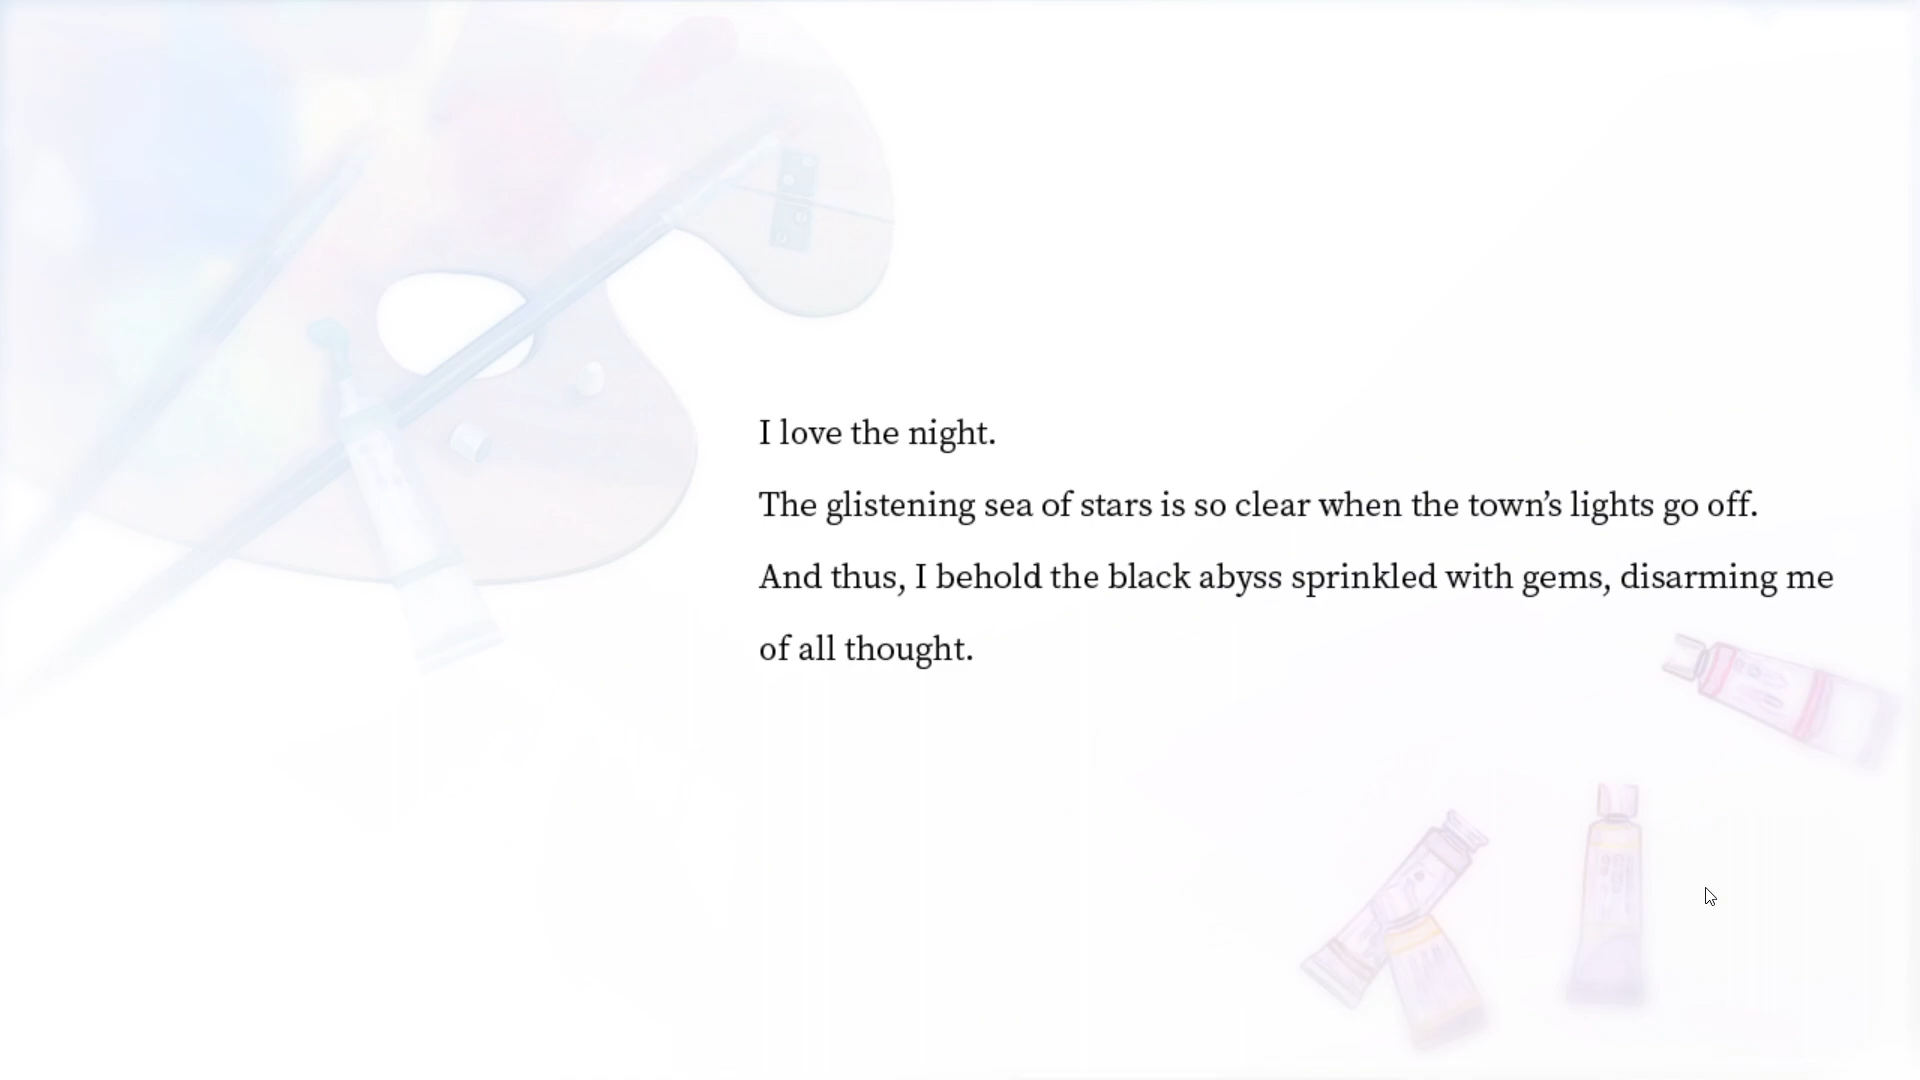 I love the night.
The glistening sea of stars is so clear when the town’s lights go off.
And thus, I behold the black abyss sprinkled with gems, disarming me
of all thought.